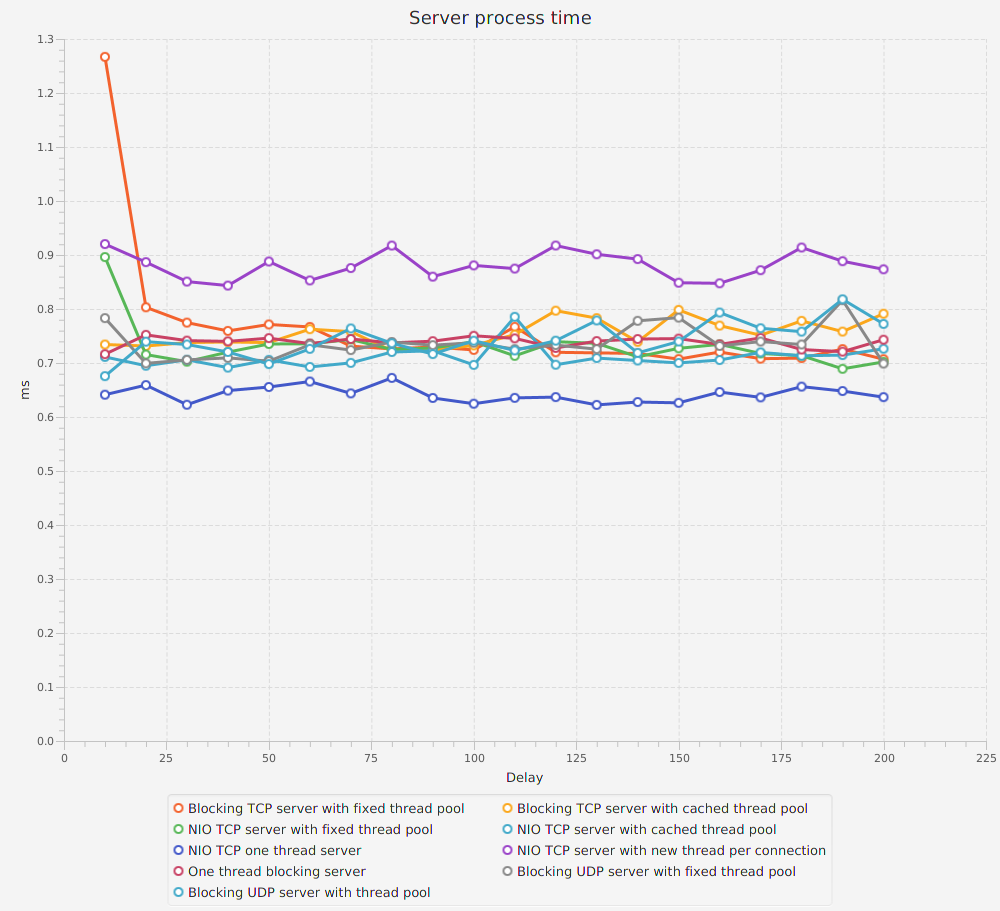 Server process time
1.3
1.2
1.1
1.0
0.9
0.8
0.7
0.6
0.5
0.4
0.3
0.2
0.1
0.0
ms
0 25 50 75 100 125 150 175 200 225
Delay
Blocking TCP server with fixed thread pool Blocking TCP server with cached thread pool
NIO TCP server with fixed thread pool NIO TCP server with cached thread pool
NIO TCP one thread server NIO TCP server with new thread per connection
One thread blocking server Blocking UDP server with fixed thread pool
Blocking UDP server with thread pool